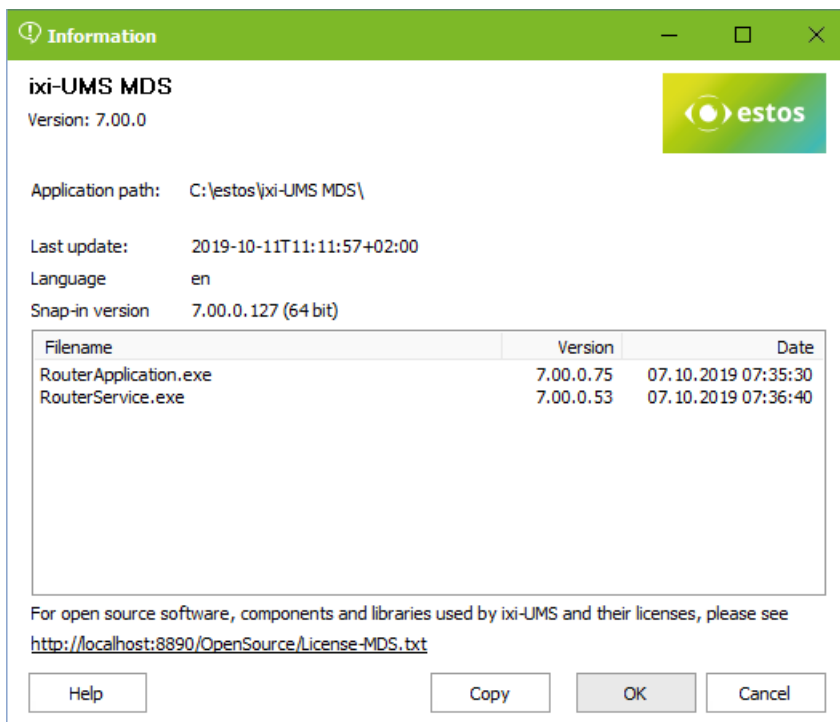 Information
ixi-UMS MDS
estos
Version: 7.00.0
Application path: C:\estos\ixi-UMS MDS\
Last update: 2019-10-11T11:11:57+02:00
Language en
Snap-in version 7.00.0.127 (64 bit)
Filename Version Date
RouterApplication.exe 7.00.0.75 07.10.2019 07:35:30
RouterService.exe 7.00.0.53 07.10.2019 07:36:40
For open source software, components and libraries used by ixi-UMS and their licenses, please see
http://localhost:8890/OpenSource/License-MDS.txt
Help Copy OK Cancel